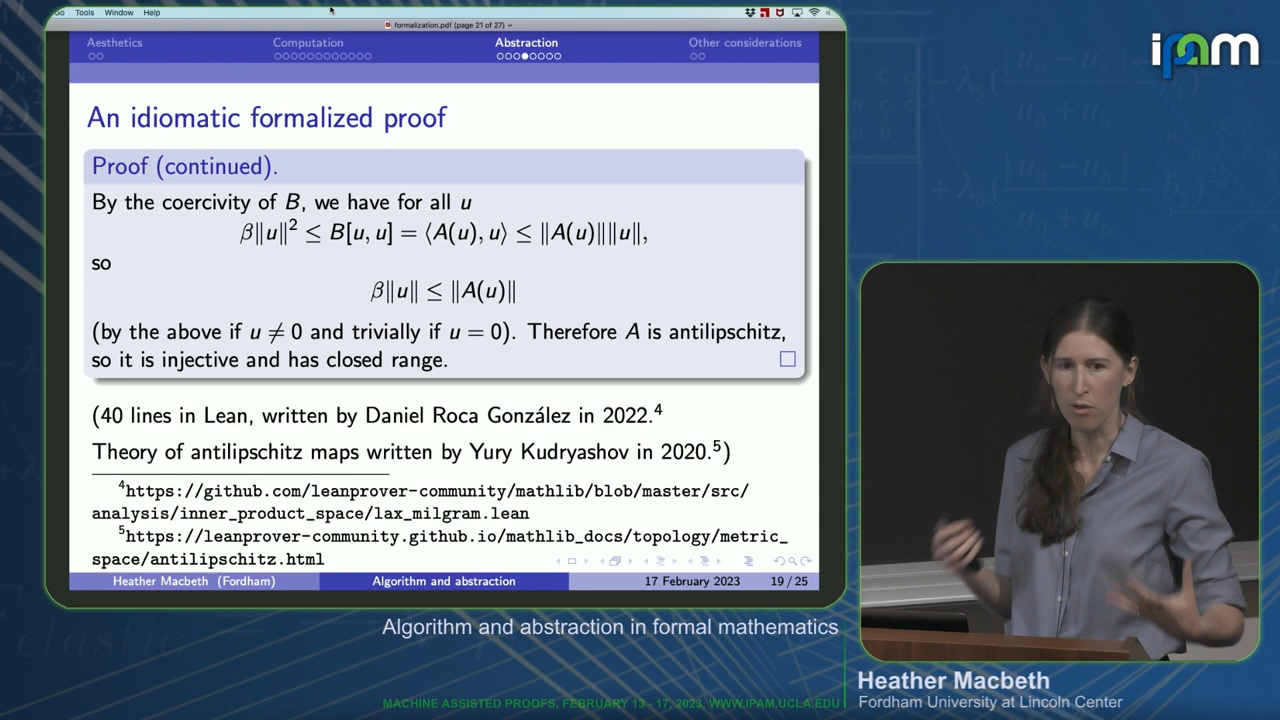 Go Tools Window Help
formalization.pdf (page 21 of 27)
Aesthetics Computation Abstraction Other considerations
An idiomatic formalized proof
Proof (continued).
By the coercivity of B, we have for all u
β‖u‖² ≤ B[u, u] = ⟨A(u), u⟩ ≤ ‖A(u)‖‖u‖,
so
β‖u‖ ≤ ‖A(u)‖
(by the above if u ≠ 0 and trivially if u = 0). Therefore A is antilipschitz,
so it is injective and has closed range.
(40 lines in Lean, written by Daniel Roca González in 2022.⁴
Theory of antilipschitz maps written by Yury Kudryashov in 2020.⁵)
⁴https://github.com/leanprover-community/mathlib/blob/master/src/
analysis/inner_product_space/lax_milgram.lean
⁵https://leanprover-community.github.io/mathlib_docs/topology/metric_
space/antilipschitz.html
Heather Macbeth (Fordham) Algorithm and abstraction 17 February 2023 19 / 25
ipam
Algorithm and abstraction in formal mathematics
Heather Macbeth
Fordham University at Lincoln Center
MACHINE ASSISTED PROOFS, FEBRUARY 13 - 17, 2023, WWW.IPAM.UCLA.EDU